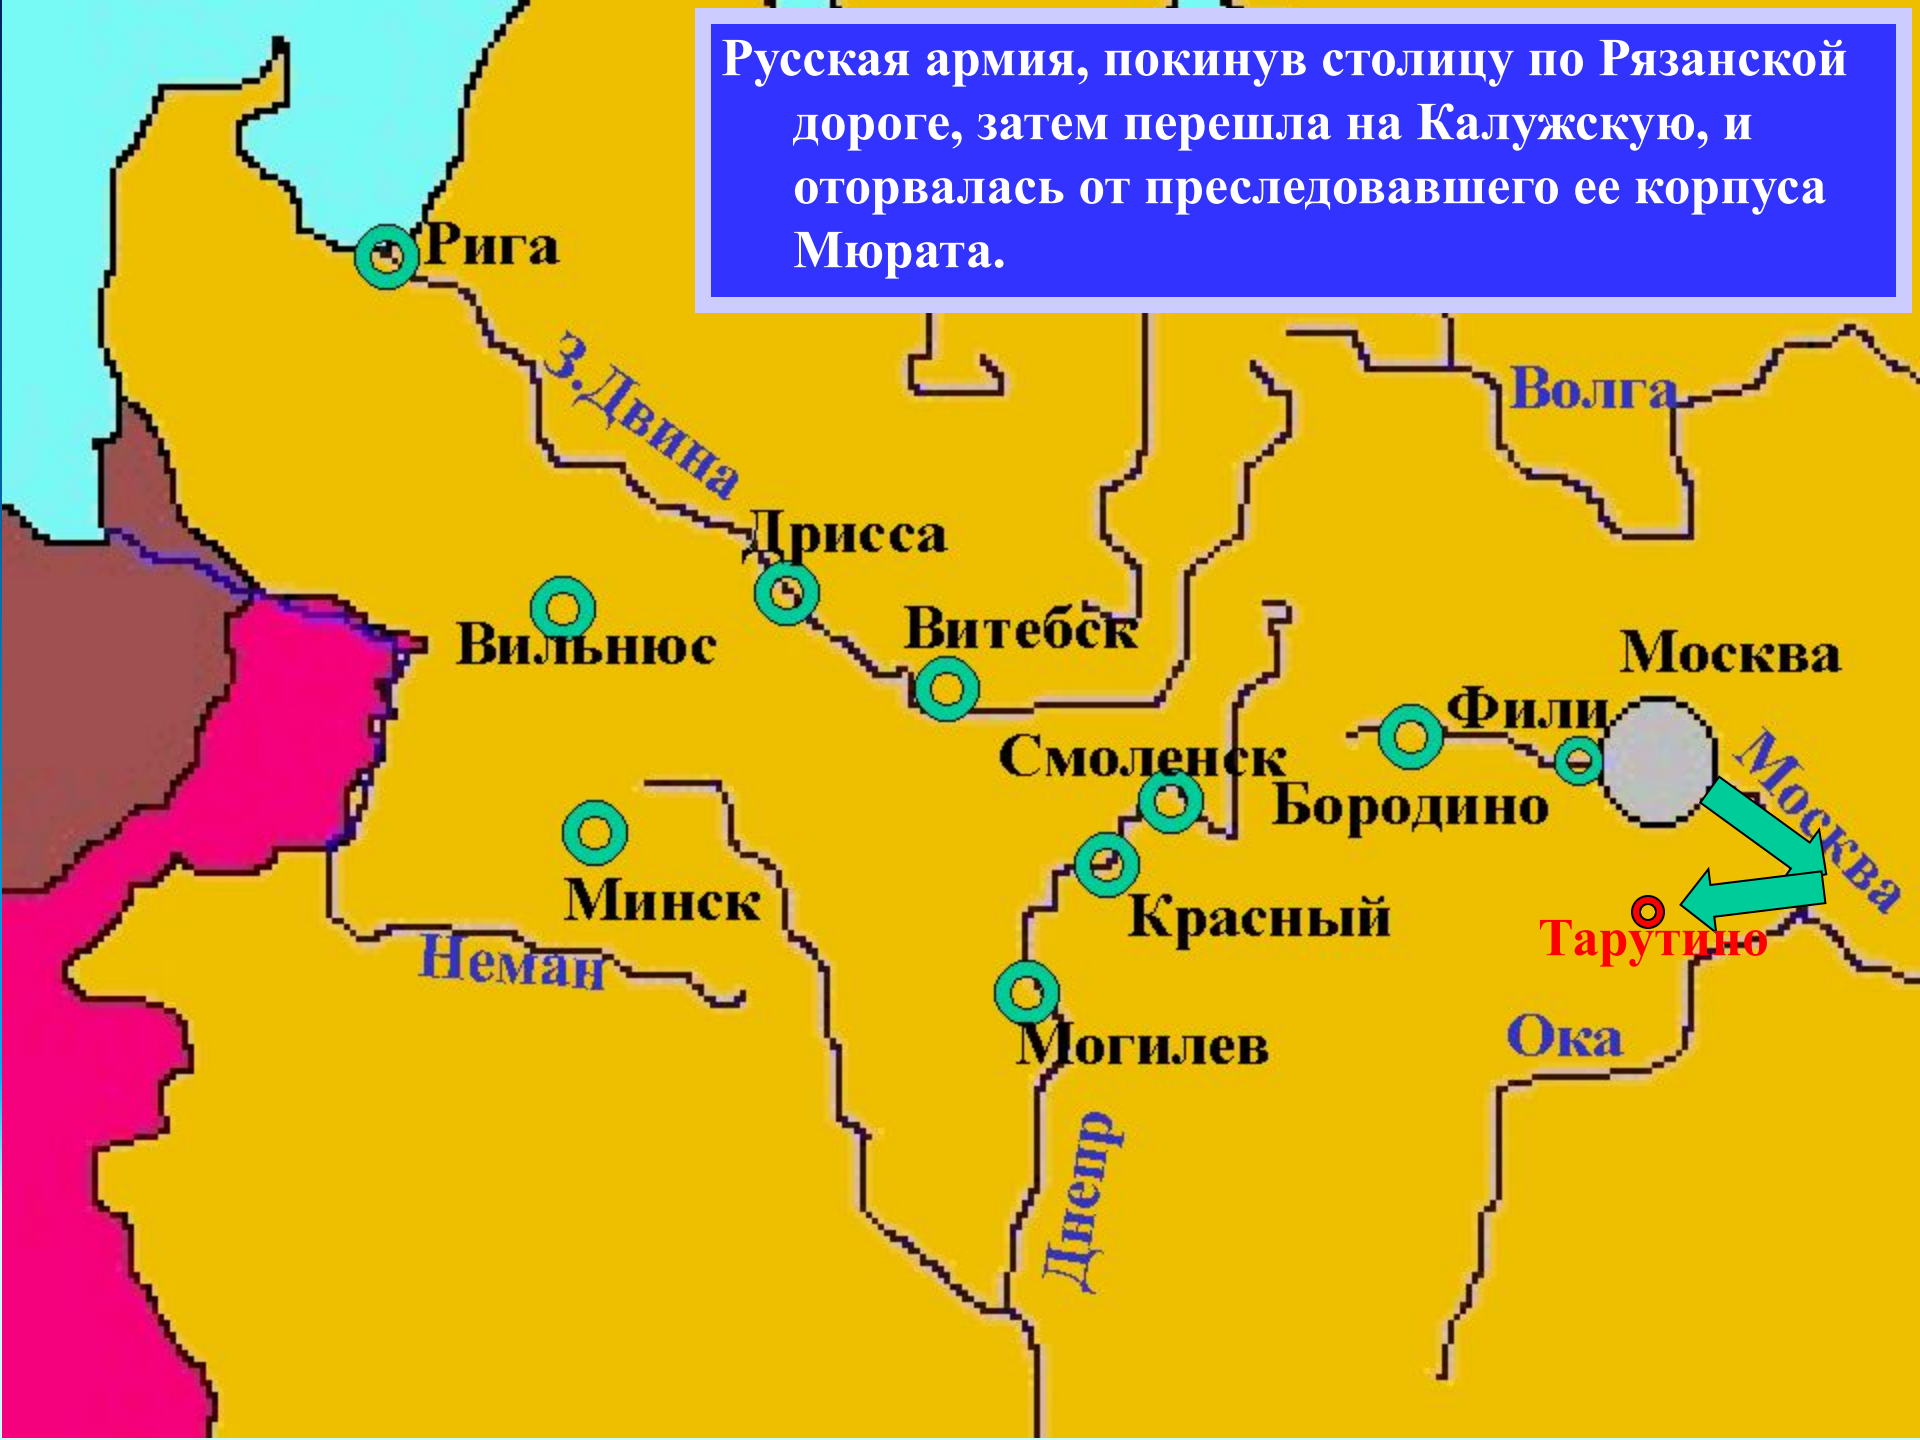 Русская армия, покинув столицу по Рязанской
дороге, затем перешла на Калужскую, и
оторвалась от преследовавшего ее корпуса
Мюрата.
Рига
З.Двина
Волга
Дрисса
Вильнюс
Витебск
Москва
Фили
Смоленск
Москва
Бородино
Минск
Красный
Тарутино
Неман
Ока
Могилев
Днепр